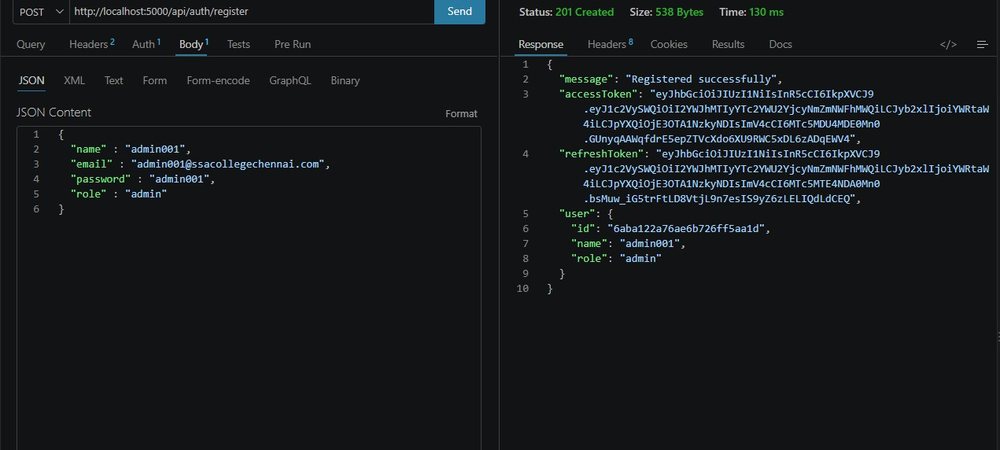 POST http://localhost:5000/api/auth/register Send
Query Headers 2 Auth 1 Body 1 Tests Pre Run
JSON XML Text Form Form-encode GraphQL Binary
JSON Content Format
1 {
2 "name" : "admin001",
3 "email" : "admin001@ssacollegechennai.com",
4 "password" : "admin001",
5 "role" : "admin"
6 }
Status: 201 Created Size: 538 Bytes Time: 130 ms
Response Headers 8 Cookies Results Docs </>
1 {
2 "message": "Registered successfully",
3 "accessToken": "eyJhbGciOiJIUzI1NiIsInR5cCI6IkpXVCJ9
.eyJ1c2VySWQiOiI2YWJhMTIyYTc2YWU2YjcyNmZmNWFhMWQiLCJyb2xlIjoiYWRtaW
4iLCJpYXQiOjE3OTA1NzkyNDIsImV4cCI6MTc5MDU4MDE0Mn0
.GUnyqAAWqfdrE5epZTVcXdo6XU9RWC5xDL6zADqEWV4",
4 "refreshToken": "eyJhbGciOiJIUzI1NiIsInR5cCI6IkpXVCJ9
.eyJ1c2VySWQiOiI2YWJhMTIyYTc2YWU2YjcyNmZmNWFhMWQiLCJyb2xlIjoiYWRtaW
4iLCJpYXQiOjE3OTA1NzkyNDIsImV4cCI6MTc5MTE4NDA0Mn0
.bsMuw_iG5trFtLD8VtjL9n7esIS9yZ6zLELIQdLdCEQ",
5 "user": {
6 "id": "6aba122a76ae6b726ff5aa1d",
7 "name": "admin001",
8 "role": "admin"
9 }
10 }